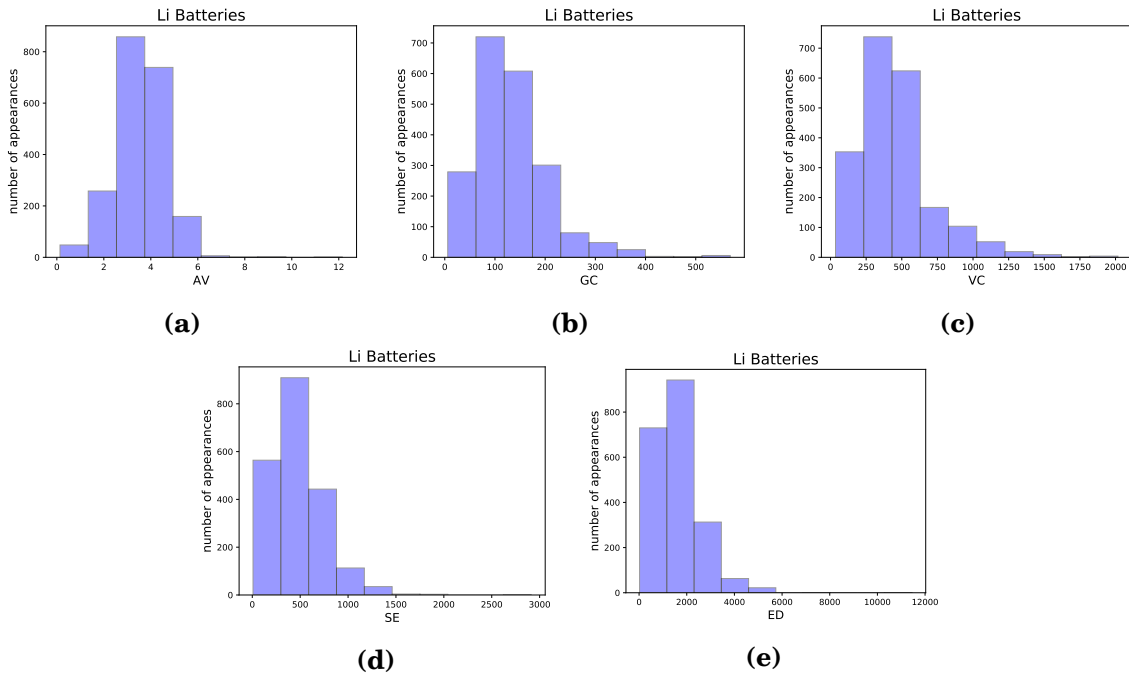 Li Batteries
number of appearances
800
600
400
200
0
0 2 4 6 8 10 12
AV
(a)
Li Batteries
number of appearances
700
600
500
400
300
200
100
0
0 100 200 300 400 500
GC
(b)
Li Batteries
number of appearances
700
600
500
400
300
200
100
0
0 250 500 750 1000 1250 1500 1750 2000
VC
(c)
Li Batteries
number of appearances
800
600
400
200
0
0 500 1000 1500 2000 2500 3000
SE
(d)
Li Batteries
number of appearances
800
600
400
200
0
0 2000 4000 6000 8000 10000 12000
ED
(e)